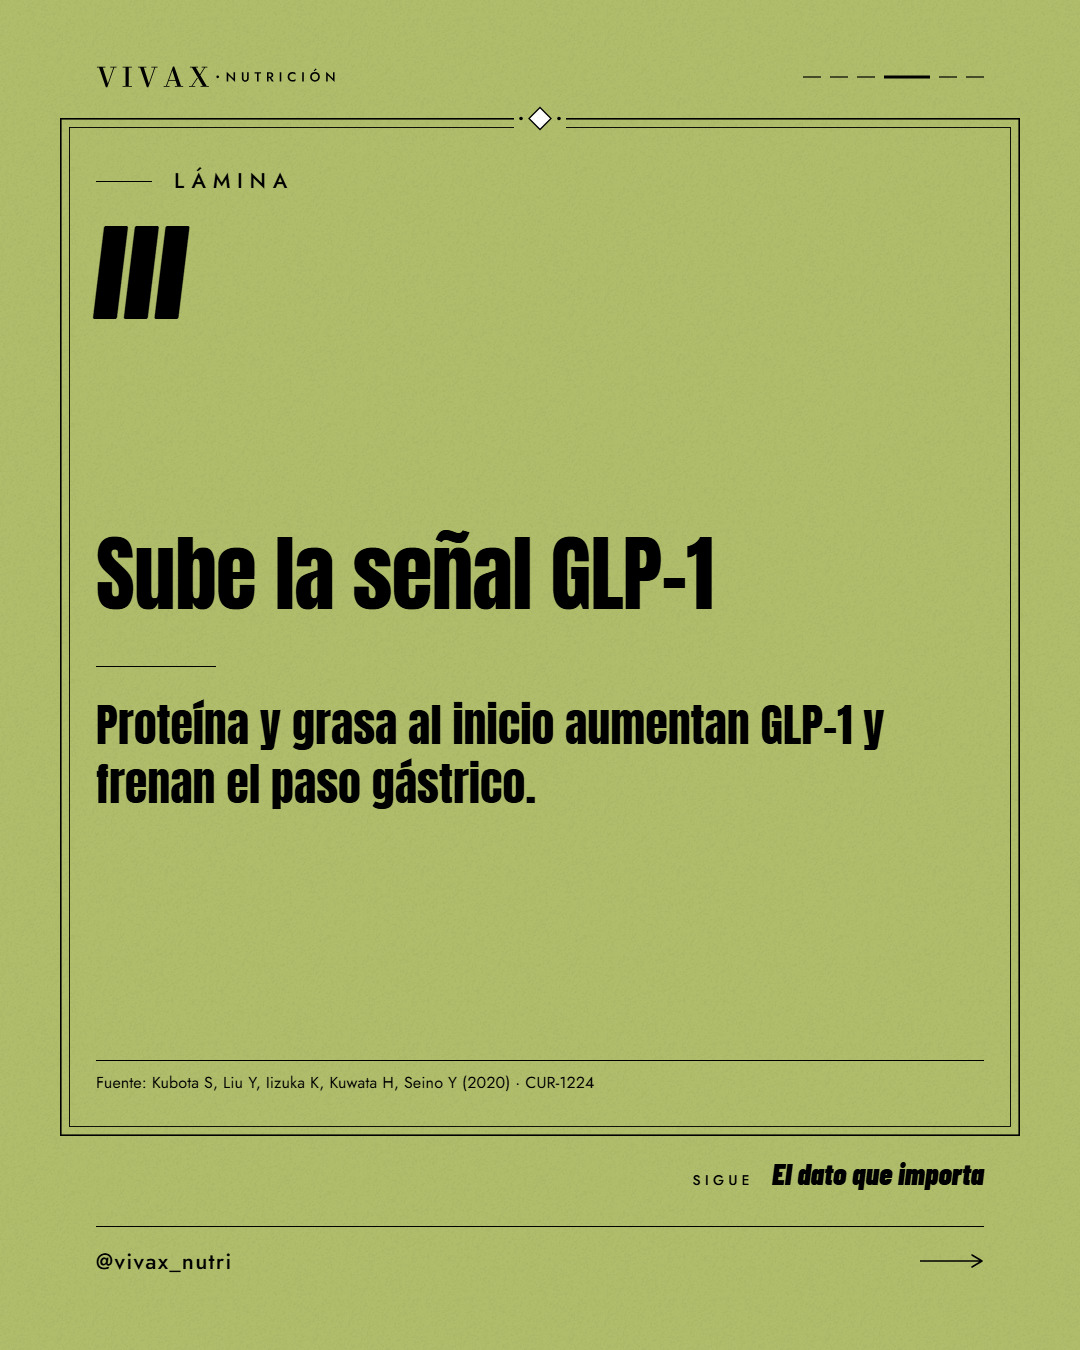 VIVAX·NUTRICIÓN
LÁMINA
III
Sube la señal GLP-1
Proteína y grasa al inicio aumentan GLP-1 y
frenan el paso gástrico.
Fuente: Kubota S, Liu Y, Iizuka K, Kuwata H, Seino Y (2020) · CUR-1224
SIGUE El dato que importa
@vivax_nutri